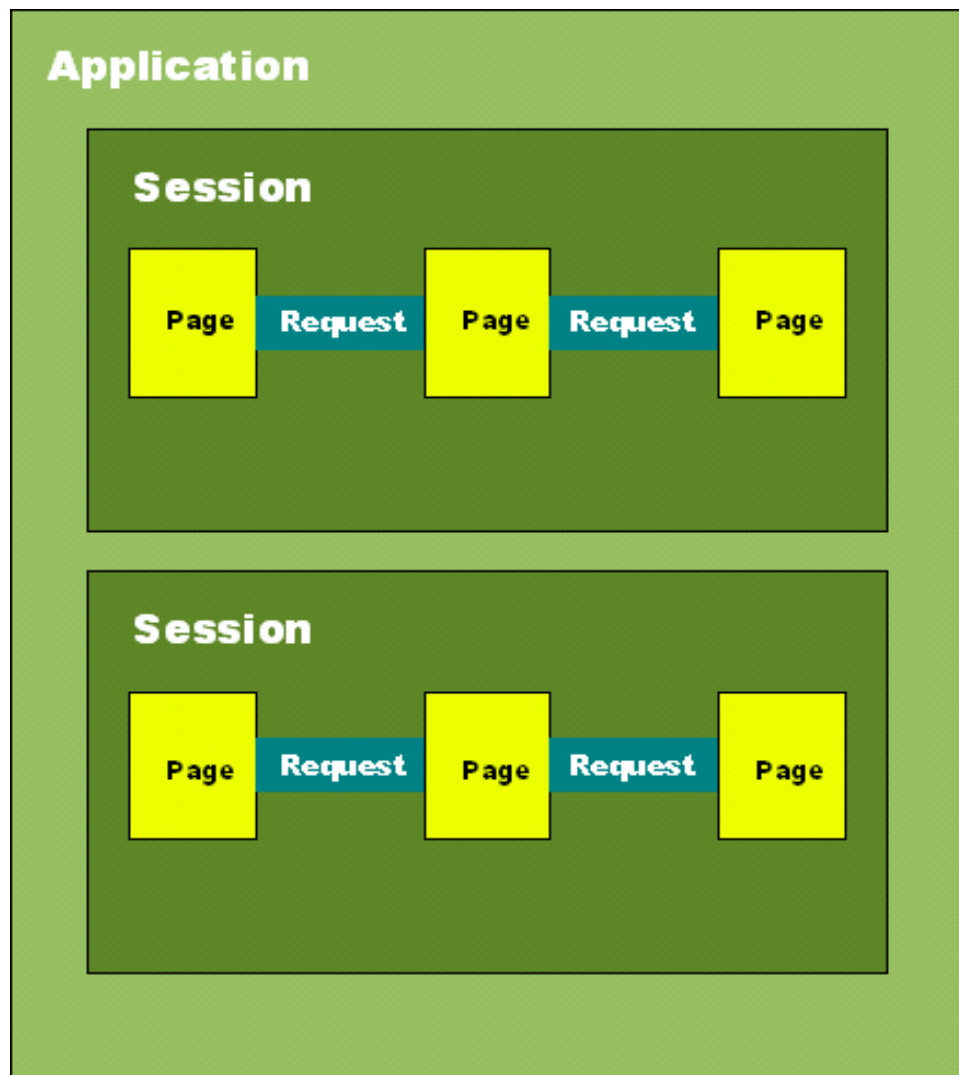 Application
Session
Page Request Page Request Page
Session
Page Request Page Request Page